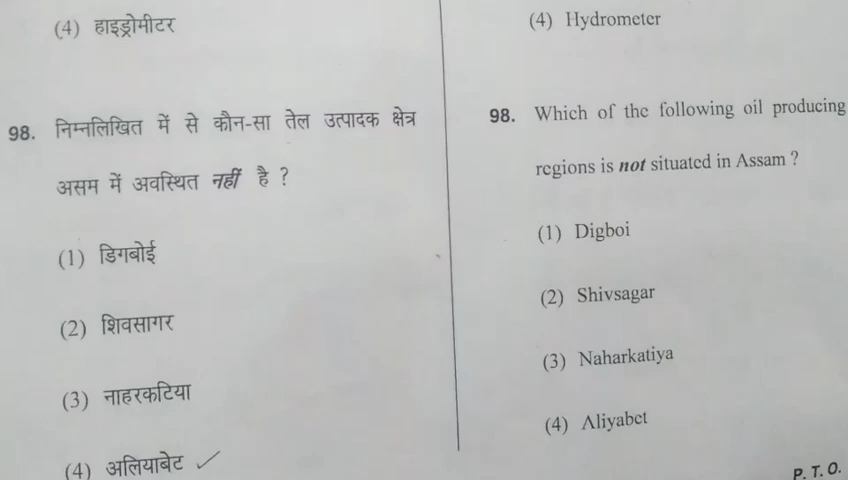 (4) हाइड्रोमीटर
98. निम्नलिखित में से कौन-सा तेल उत्पादक क्षेत्र
असम में अवस्थित नहीं है ?
(1) डिगबोई
(2) शिवसागर
(3) नाहरकटिया
(4) अलियाबेट
(4) Hydrometer
98. Which of the following oil producing
regions is not situated in Assam ?
(1) Digboi
(2) Shivsagar
(3) Naharkatiya
(4) Aliyabet
P. T. O.